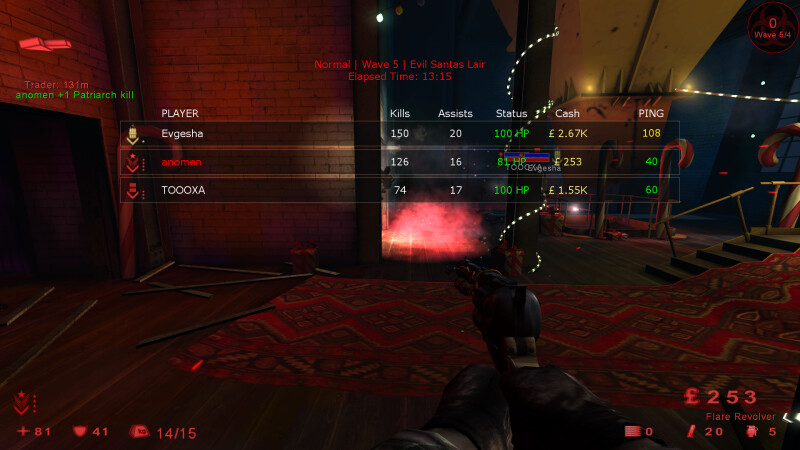 0
Wave 5/4
Normal | Wave 5 | Evil Santas Lair
Elapsed Time: 13:15
Trader: 131m
anomen +1 Patriarch kill
PLAYER Kills Assists Status Cash PING
Evgesha 150 20 100 HP £ 2.67K 108
anomen 126 16 81 HP £ 253 40
TOOOXA Evgesha
TOOOXA 74 17 100 HP £ 1.55K 60
£ 253
Flare Revolver
81 41 14/15 0 20 5